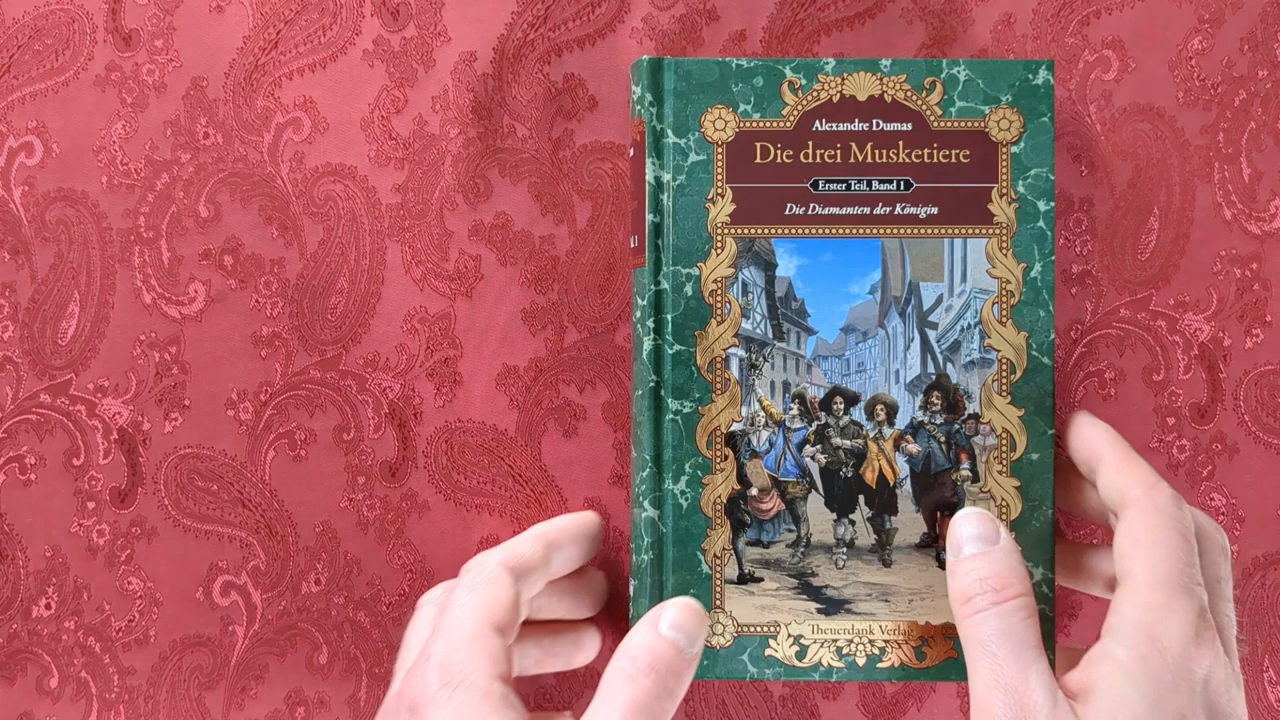 Alexandre Dumas
Die drei Musketiere
Erster Teil, Band 1
Die Diamanten der Königin
Theuerdank Verlag